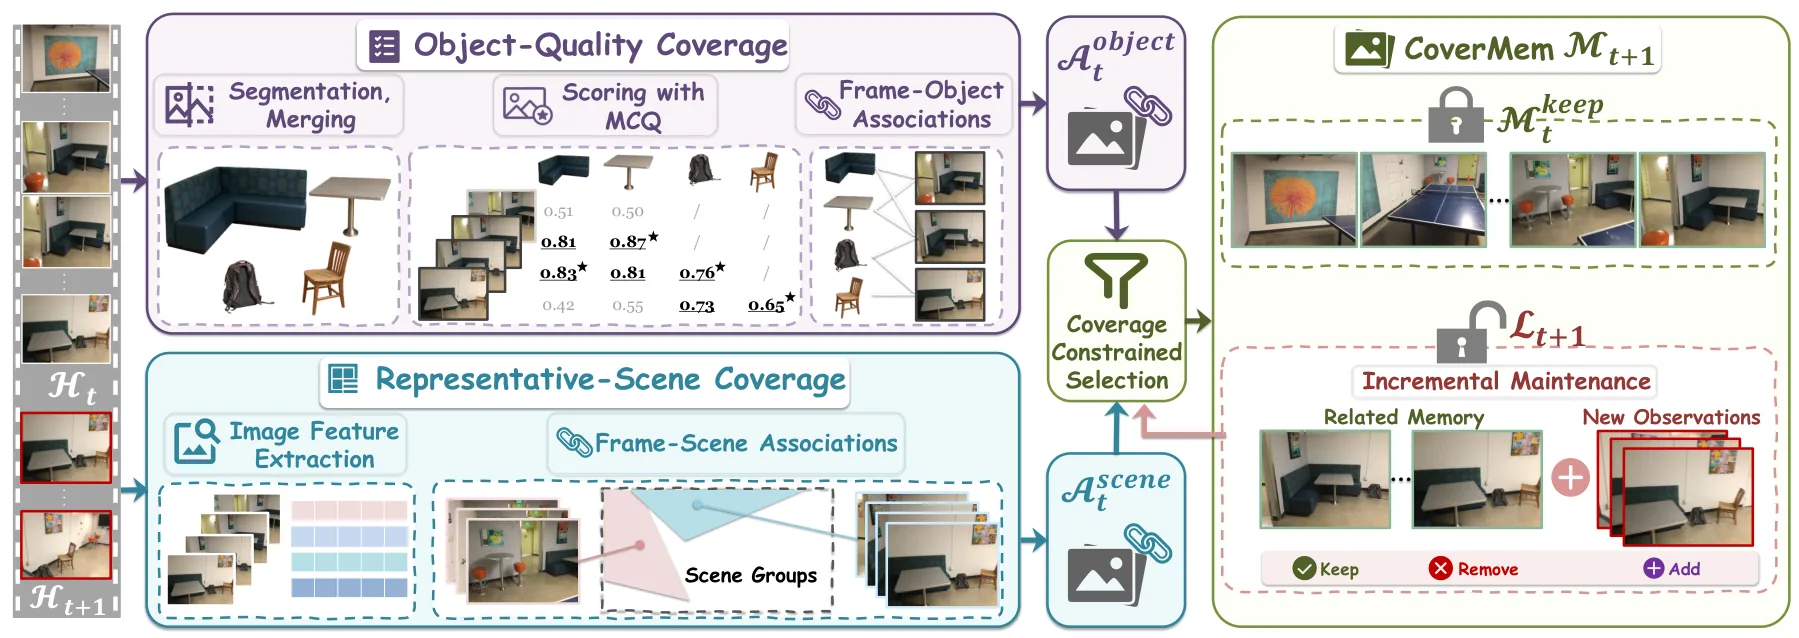 ℋ_t
ℋ_{t+1}
Object-Quality Coverage
Segmentation,
Merging
Scoring with
MCQ
Frame-Object
Associations
0.51 0.50 / /
0.81 0.87★ / /
0.83★ 0.81 0.76★ /
0.42 0.55 0.73 0.65★
Representative-Scene Coverage
Image Feature
Extraction
Frame-Scene Associations
Scene Groups
𝒜_t^{object}
Coverage
Constrained
Selection
𝒜_t^{scene}
CoverMem ℳ_{t+1}
ℳ_t^{keep}
ℒ_{t+1}
Incremental Maintenance
Related Memory
New Observations
Keep
Remove
Add